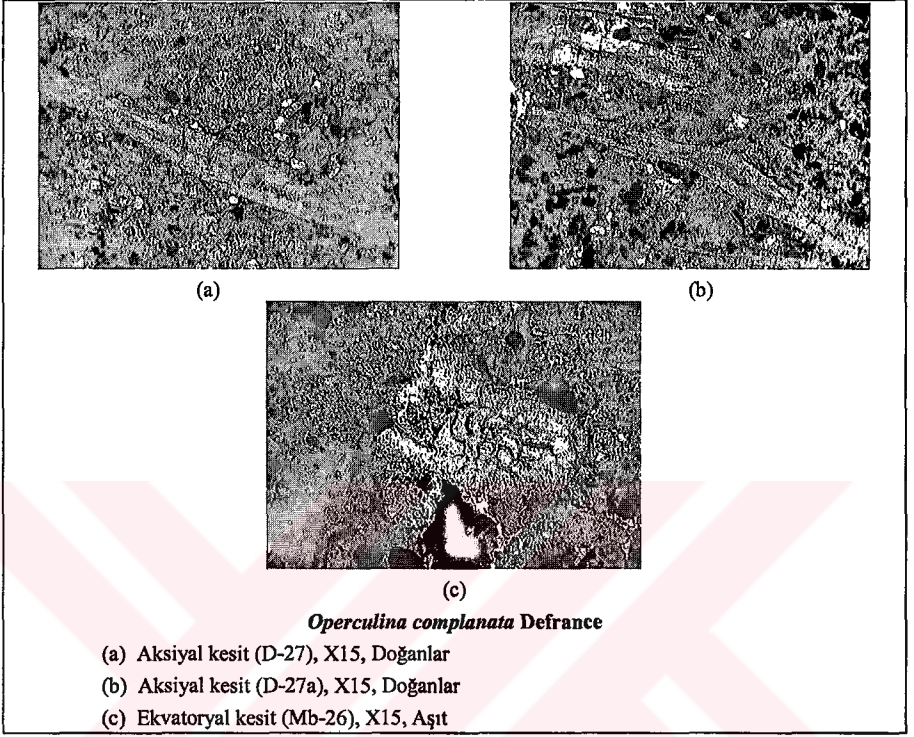 (a)
(b)
(c)
Operculina complanata Defrance
(a) Aksiyal kesit (D-27), X15, Doğanlar
(b) Aksiyal kesit (D-27a), X15, Doğanlar
(c) Ekvatoryal kesit (Mb-26), X15, Aşıt